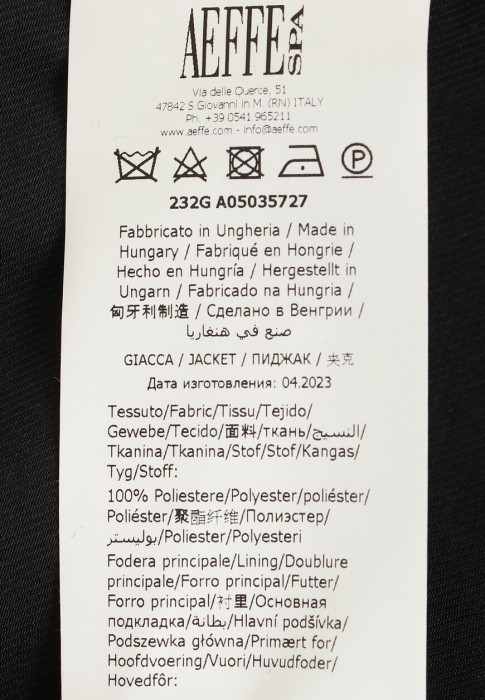 AEFFE SPA
Via delle Querce, 51
47842 S.Giovanni in M. (RN) ITALY
Ph. +39 0541 965211
www.aeffe.com - info@aeffe.com
P
232G A05035727
Fabbricato in Ungheria / Made in
Hungary / Fabriqué en Hongrie /
Hecho en Hungría / Hergestellt in
Ungarn / Fabricado na Hungria /
匈牙利制造 / Сделано в Венгрии /
صنع في هنغاريا
GIACCA / JACKET / ПИДЖАК / 夹克
Дата изготовления: 04.2023
Tessuto/Fabric/Tissu/Tejido/
Gewebe/Tecido/面料/ткань/النسيج/
Tkanina/Tkanina/Stof/Stof/Kangas/
Tyg/Stoff:
100% Poliestere/Polyester/poliéster/
Poliéster/聚酯纤维/Полиэстер/
بوليستر/Poliester/Polyesteri
Fodera principale/Lining/Doublure
principale/Forro principal/Futter/
Forro principal/衬里/Основная
подкладка/بطانة/Hlavní podšívka/
Podszewka główna/Primært for/
Hoofdvoering/Vuori/Huvudfoder/
Hovedfôr: